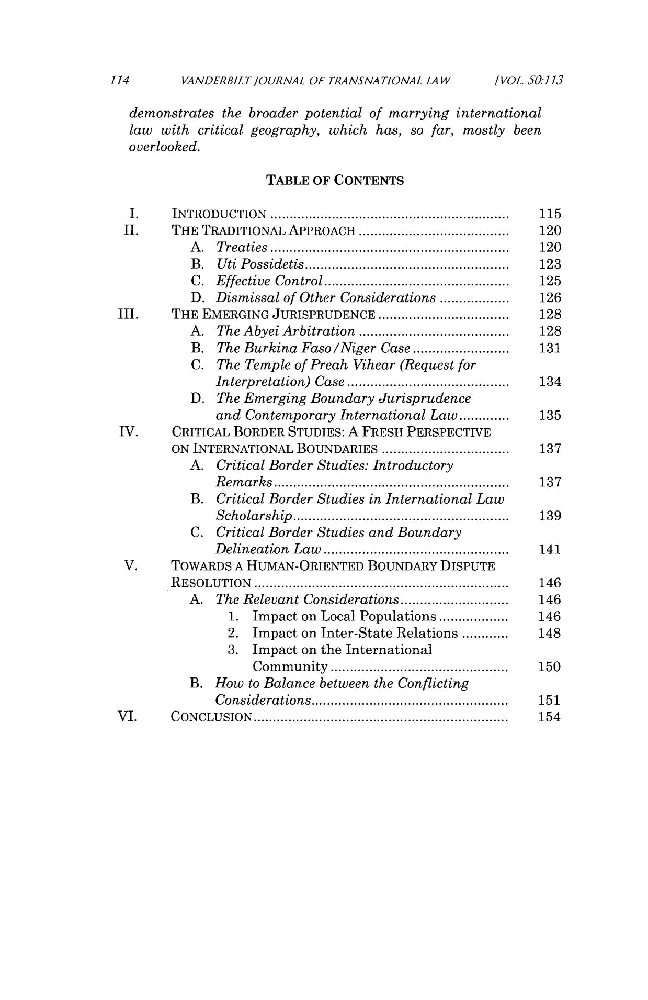 114 VANDERBILT JOURNAL OF TRANSNATIONAL LAW [VOL. 50:113
demonstrates the broader potential of marrying international
law with critical geography, which has, so far, mostly been
overlooked.
TABLE OF CONTENTS
I. INTRODUCTION .............................................................. 115
II. THE TRADITIONAL APPROACH ....................................... 120
A. Treaties .............................................................. 120
B. Uti Possidetis..................................................... 123
C. Effective Control................................................ 125
D. Dismissal of Other Considerations .................. 126
III. THE EMERGING JURISPRUDENCE .................................. 128
A. The Abyei Arbitration ....................................... 128
B. The Burkina Faso/Niger Case ......................... 131
C. The Temple of Preah Vihear (Request for
Interpretation) Case .......................................... 134
D. The Emerging Boundary Jurisprudence
and Contemporary International Law............. 135
IV. CRITICAL BORDER STUDIES: A FRESH PERSPECTIVE
ON INTERNATIONAL BOUNDARIES ................................. 137
A. Critical Border Studies: Introductory
Remarks............................................................. 137
B. Critical Border Studies in International Law
Scholarship........................................................ 139
C. Critical Border Studies and Boundary
Delineation Law ................................................ 141
V. TOWARDS A HUMAN-ORIENTED BOUNDARY DISPUTE
RESOLUTION .................................................................. 146
A. The Relevant Considerations............................ 146
1. Impact on Local Populations .................. 146
2. Impact on Inter-State Relations ............ 148
3. Impact on the International
Community .............................................. 150
B. How to Balance between the Conflicting
Considerations................................................... 151
VI. CONCLUSION.................................................................. 154